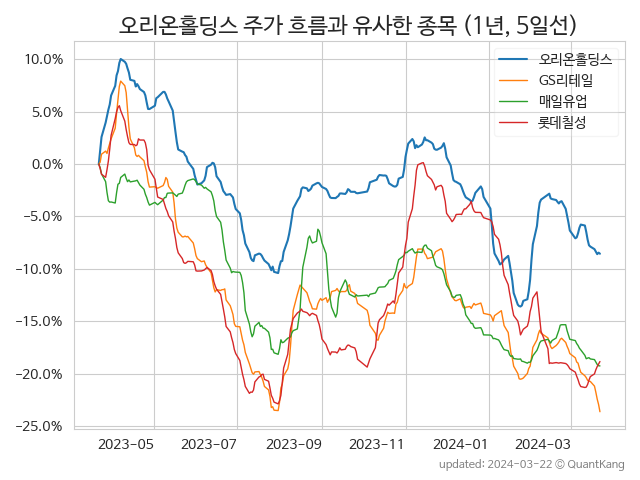 오리온홀딩스 주가 흐름과 유사한 종목 (1년, 5일선)
오리온홀딩스
GS리테일
매일유업
롯데칠성
10.0%
5.0%
0.0%
−5.0%
−10.0%
−15.0%
−20.0%
−25.0%
2023-05 2023-07 2023-09 2023-11 2024-01 2024-03
updated: 2024-03-22 © QuantKang